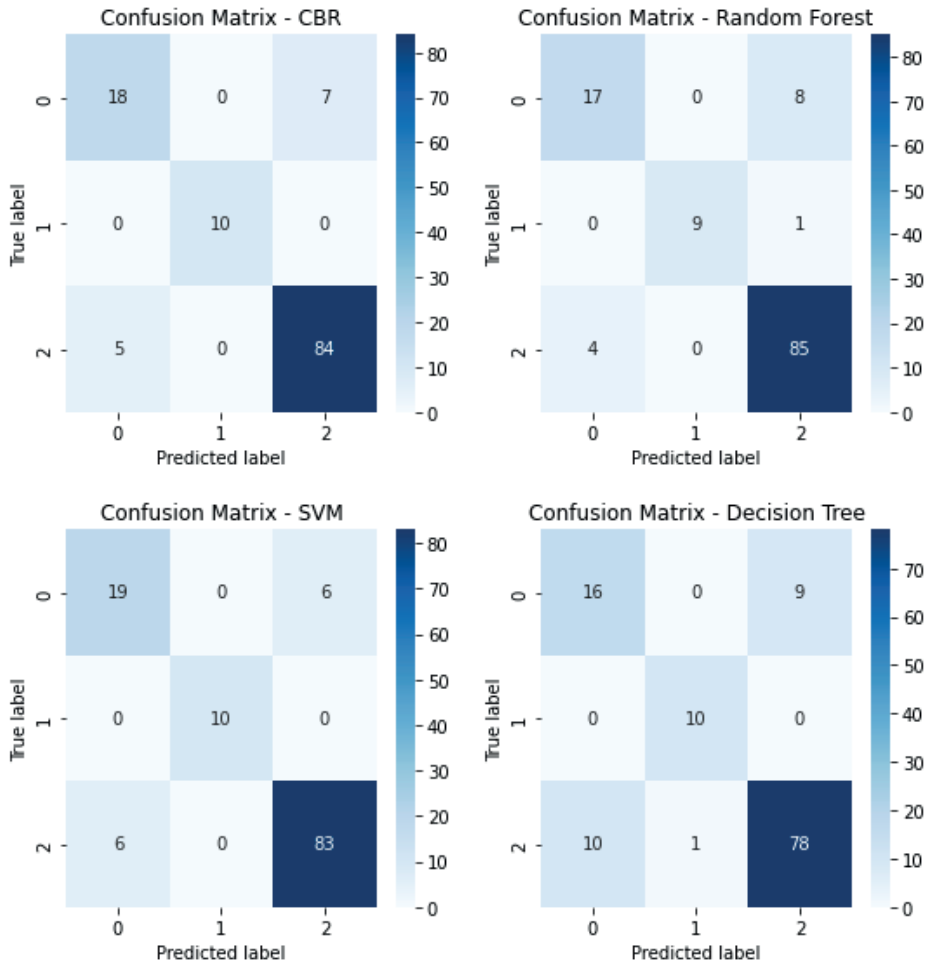 Confusion Matrix - CBR
0 18 0 7
1 0 10 0
2 5 0 84
0 1 2
True label
Predicted label
80
70
60
50
40
30
20
10
0
Confusion Matrix - Random Forest
0 17 0 8
1 0 9 1
2 4 0 85
0 1 2
True label
Predicted label
80
70
60
50
40
30
20
10
0
Confusion Matrix - SVM
0 19 0 6
1 0 10 0
2 6 0 83
0 1 2
True label
Predicted label
80
70
60
50
40
30
20
10
0
Confusion Matrix - Decision Tree
0 16 0 9
1 0 10 0
2 10 1 78
0 1 2
True label
Predicted label
70
60
50
40
30
20
10
0